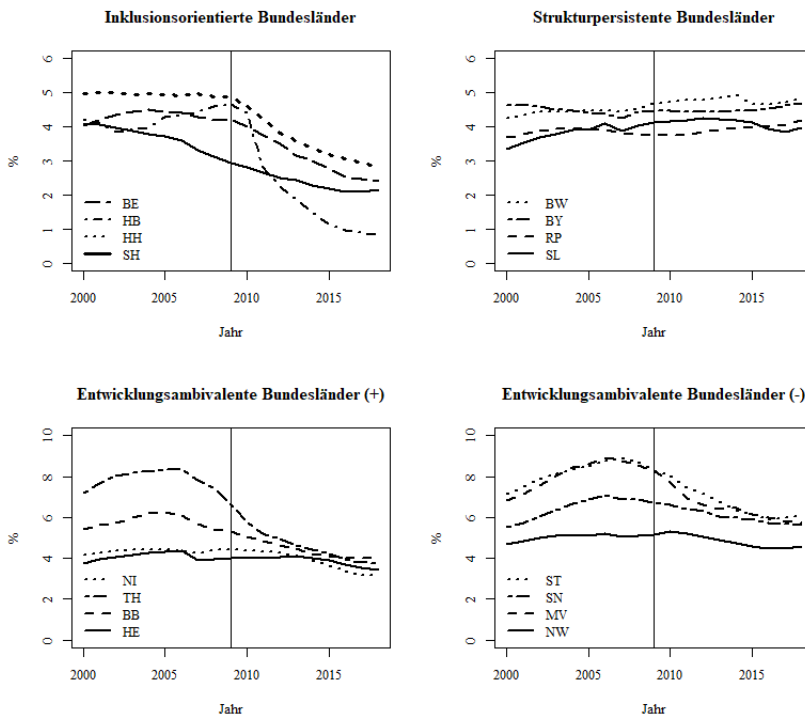 Inklusionsorientierte Bundesländer
6
5
4
3
2
1
0
%
BE
HB
HH
SH
2000 2005 2010 2015
Jahr
Strukturpersistente Bundesländer
6
5
4
3
2
1
0
%
BW
BY
RP
SL
2000 2005 2010 2015
Jahr
Entwicklungsambivalente Bundesländer (+)
10
8
6
4
2
0
%
NI
TH
BB
HE
2000 2005 2010 2015
Jahr
Entwicklungsambivalente Bundesländer (-)
10
8
6
4
2
0
%
ST
SN
MV
NW
2000 2005 2010 2015
Jahr